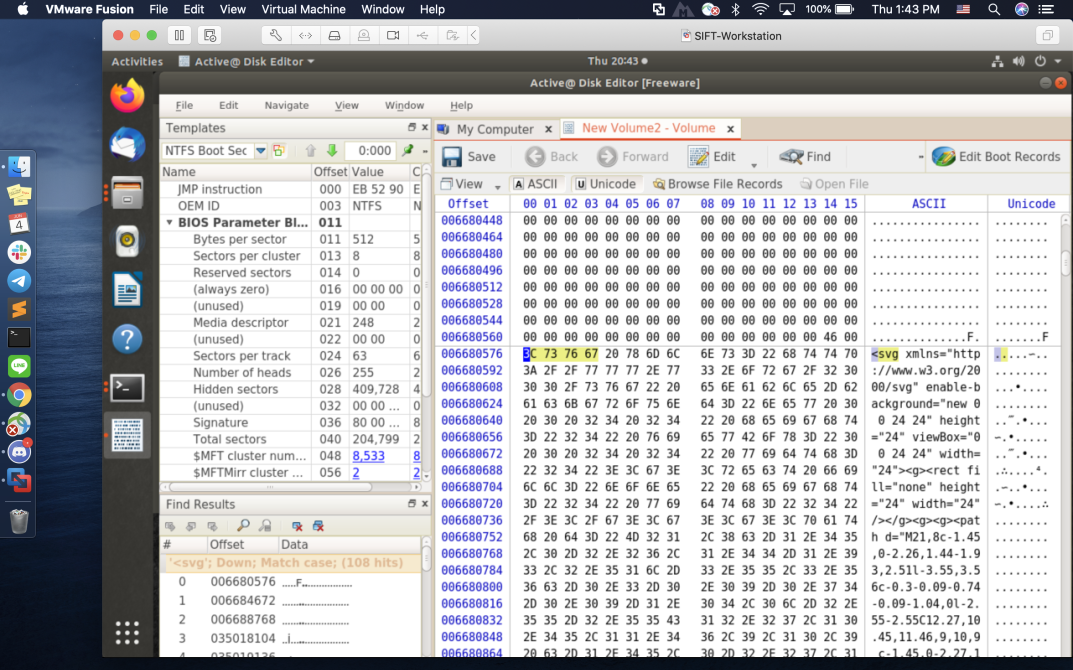 VMware Fusion File Edit View Virtual Machine Window Help 100% Thu 1:43 PM
SIFT-Workstation
Activities Active@ Disk Editor Thu 20:43
Active@ Disk Editor [Freeware]
File Edit Navigate View Window Help
Templates
NTFS Boot Sec 0:000
Name Offset Value C
JMP instruction 000 EB 52 90 E
OEM ID 003 NTFS N
BIOS Parameter Bl... 011
Bytes per sector 011 512 5
Sectors per cluster 013 8 8
Reserved sectors 014 0 0
(always zero) 016 00 00 00 0
(unused) 019 00 00 0
Media descriptor 021 248 2
(unused) 022 00 00 0
Sectors per track 024 63 6
Number of heads 026 255 2
Hidden sectors 028 409,728 4
(unused) 032 00 00 ... 0
Signature 036 80 00 ... 8
Total sectors 040 204,799 2
$MFT cluster num... 048 8,533 8
$MFTMirr cluster ... 056 2 2
Find Results
# Offset Data
'<svg'; Down; Match case; (108 hits)
0 006680576 .....F..................
1 006684672
2 006688768
3 035018104 ..i...................
4 035019136
My Computer x New Volume2 - Volume x
Save Back Forward Edit Find Edit Boot Records
View A ASCII U Unicode Browse File Records Open File
Offset 00 01 02 03 04 05 06 07 08 09 10 11 12 13 14 15 ASCII Unicode
006680448 00 00 00 00 00 00 00 00 00 00 00 00 00 00 00 00 ................ ........
006680464 00 00 00 00 00 00 00 00 00 00 00 00 00 00 00 00 ................ ........
006680480 00 00 00 00 00 00 00 00 00 00 00 00 00 00 00 00 ................ ........
006680496 00 00 00 00 00 00 00 00 00 00 00 00 00 00 00 00 ................ ........
006680512 00 00 00 00 00 00 00 00 00 00 00 00 00 00 00 00 ................ ........
006680528 00 00 00 00 00 00 00 00 00 00 00 00 00 00 00 00 ................ ........
006680544 00 00 00 00 00 00 00 00 00 00 00 00 00 00 00 00 ................ ........
006680560 00 00 00 00 00 00 00 00 00 00 00 00 00 00 46 00 ..............F. .......F
006680576 3C 73 76 67 20 78 6D 6C 6E 73 3D 22 68 74 74 70 <svg xmlns="http
006680592 3A 2F 2F 77 77 77 2E 77 33 2E 6F 72 67 2F 32 30 ://www.w3.org/20
006680608 30 30 2F 73 76 67 22 20 65 6E 61 62 6C 65 2D 62 00/svg" enable-b
006680624 61 63 6B 67 72 6F 75 6E 64 3D 22 6E 65 77 20 30 ackground="new 0
006680640 20 30 20 32 34 20 32 34 22 20 68 65 69 67 68 74 0 24 24" height
006680656 3D 22 32 34 22 20 76 69 65 77 42 6F 78 3D 22 30 ="24" viewBox="0
006680672 20 30 20 32 34 20 32 34 22 20 77 69 64 74 68 3D 0 24 24" width=
006680688 22 32 34 22 3E 3C 67 3E 3C 72 65 63 74 20 66 69 "24"><g><rect fi
006680704 6C 6C 3D 22 6E 6F 6E 65 22 20 68 65 69 67 68 74 ll="none" height
006680720 3D 22 32 34 22 20 77 69 64 74 68 3D 22 32 34 22 ="24" width="24"
006680736 2F 3E 3C 2F 67 3E 3C 67 3E 3C 67 3E 3C 70 61 74 /></g><g><g><pat
006680752 68 20 64 3D 22 4D 32 31 2C 38 63 2D 31 2E 34 35 h d="M21,8c-1.45
006680768 2C 30 2D 32 2E 32 36 2C 31 2E 34 34 2D 31 2E 39 ,0-2.26,1.44-1.9
006680784 33 2C 32 2E 35 31 6C 2D 33 2E 35 35 2C 33 2E 35 3,2.51l-3.55,3.5
006680800 36 63 2D 30 2E 33 2D 30 2E 30 39 2D 30 2E 37 34 6c-0.3-0.09-0.74
006680816 2D 30 2E 30 39 2D 31 2E 30 34 2C 30 6C 2D 32 2E -0.09-1.04,0l-2.
006680832 35 35 2D 32 2E 35 35 43 31 32 2E 32 37 2C 31 30 55-2.55C12.27,10
006680848 2E 34 35 2C 31 31 2E 34 36 2C 39 2C 31 30 2C 39 .45,11.46,9,10,9
006680864 20 63 2D 31 2E 34 35 2C 30 2D 32 2E 32 37 2C 31 c-1.45,0-2.27,1